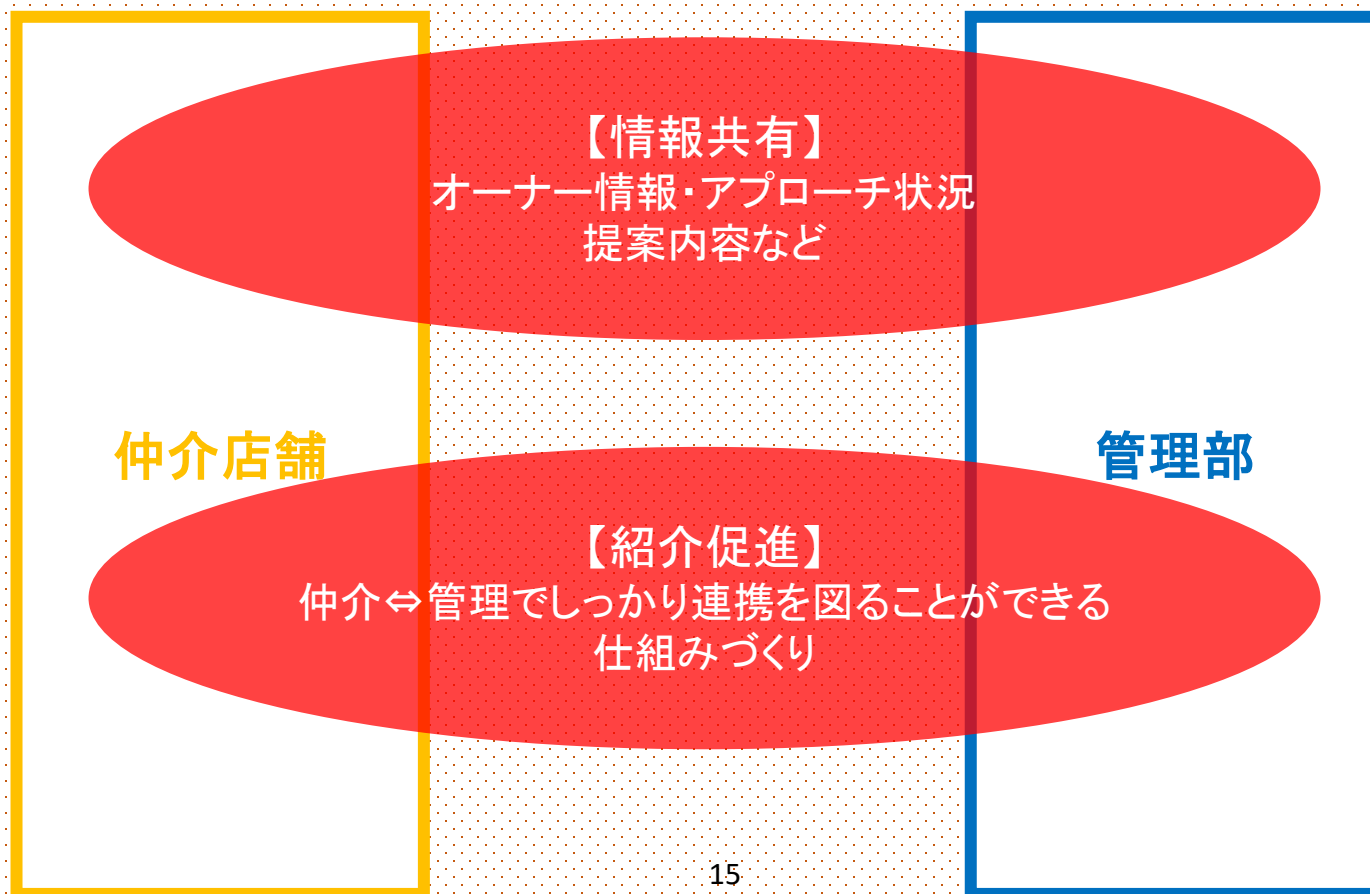 【情報共有】
オーナー情報・アプローチ状況
提案内容など
仲介店舗
管理部
【紹介促進】
仲介⇔管理でしっかり連携を図ることができる
仕組みづくり
15